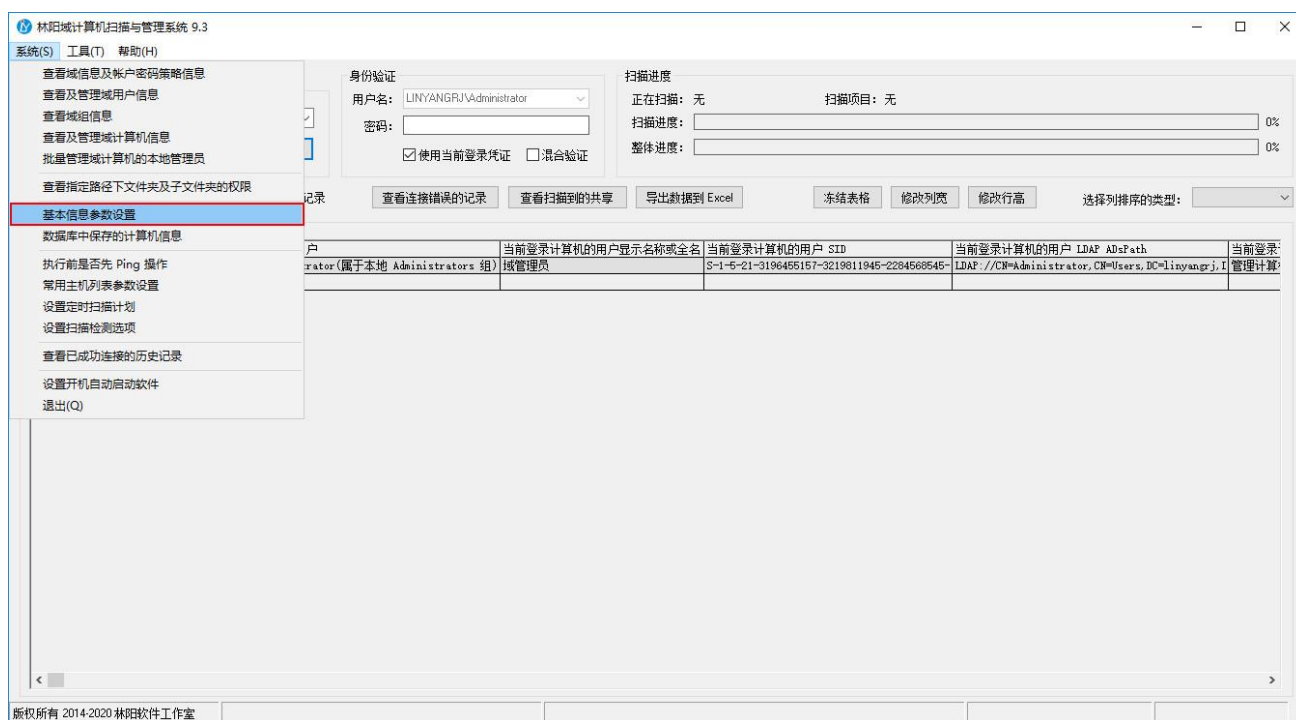 林阳域计算机扫描与管理系统 9.3
系统(S) 工具(T) 帮助(H)
查看域信息及帐户密码策略信息
查看及管理域用户信息
查看域组信息
查看及管理域计算机信息
批量管理域计算机的本地管理员
查看指定路径下文件夹及子文件夹的权限
基本信息参数设置
数据库中保存的计算机信息
执行前是否先 Ping 操作
常用主机列表参数设置
设置定时扫描计划
设置扫描检测选项
查看已成功连接的历史记录
设置开机自动启动软件
退出(Q)
身份验证
用户名: LINYANGRJ\Administrator
密码:
使用当前登录凭证 混合验证
扫描进度
正在扫描: 无 扫描项目: 无
扫描进度: 0%
整体进度: 0%
记录 查看连接错误的记录 查看扫描到的共享 导出数据到 Excel 冻结表格 修改列宽 修改行高 选择列排序的类型:
户 当前登录计算机的用户显示名称或全名 当前登录计算机的用户 SID 当前登录计算机的用户 LDAP ADsPath 当前登录
rator(属于本地 Administrators 组) 域管理员 S-1-5-21-3196455157-3219811945-2284568545- LDAP://CN=Administrator,CN=Users,DC=linyangrj,I 管理计算
版权所有 2014-2020 林阳软件工作室